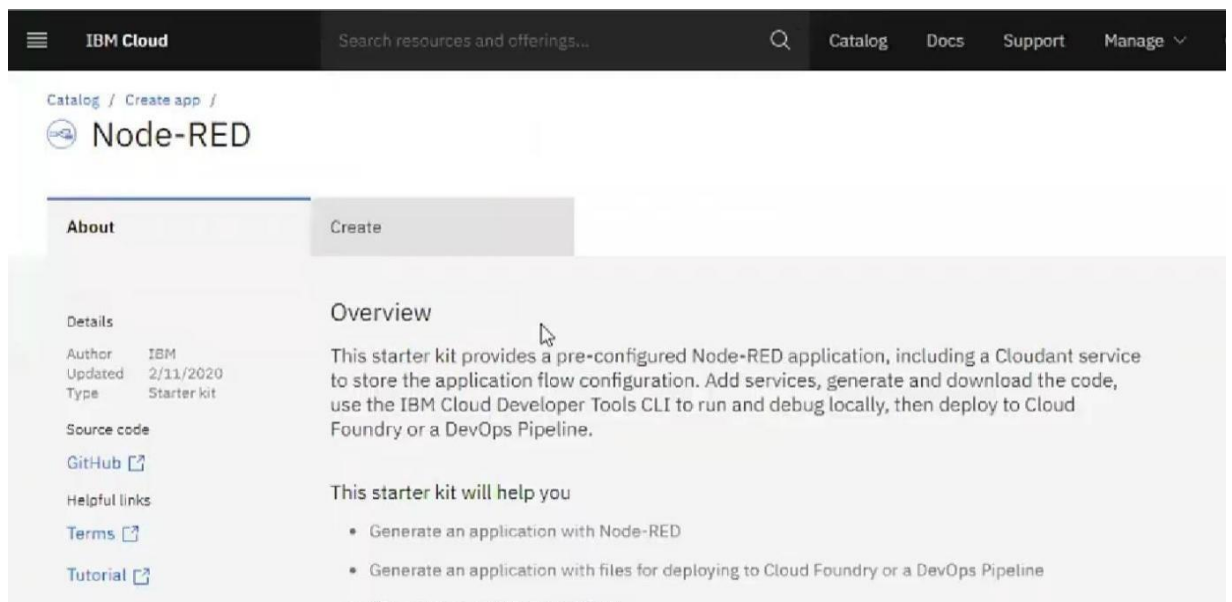 IBM Cloud
Search resources and offerings...
Catalog
Docs
Support
Manage
Catalog / Create app /
Node-RED
About
Create
Details
Author IBM
Updated 2/11/2020
Type Starter kit
Source code
GitHub
Helpful links
Terms
Tutorial
Overview
This starter kit provides a pre-configured Node-RED application, including a Cloudant service
to store the application flow configuration. Add services, generate and download the code,
use the IBM Cloud Developer Tools CLI to run and debug locally, then deploy to Cloud
Foundry or a DevOps Pipeline.
This starter kit will help you
• Generate an application with Node-RED
• Generate an application with files for deploying to Cloud Foundry or a DevOps Pipeline